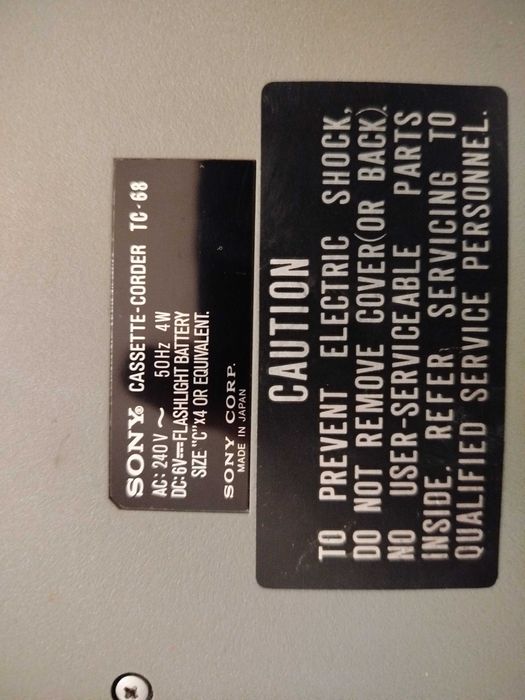 SONY® CASSETTE-CORDER TC-68
AC: 240V ~ 50Hz 4W
DC: 6V⎓FLASHLIGHT BATTERY
SIZE "C"X4 OR EQUIVALENT.
SONY CORP.
MADE IN JAPAN
CAUTION
TO PREVENT ELECTRIC SHOCK,
DO NOT REMOVE COVER(OR BACK).
NO USER-SERVICEABLE PARTS
INSIDE. REFER SERVICING TO
QUALIFIED SERVICE PERSONNEL.